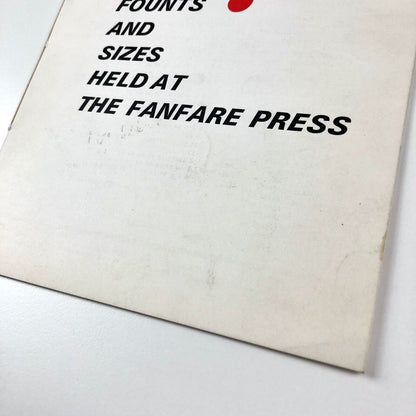 FOUNTS
AND
SIZES
HELD AT
THE FANFARE PRESS